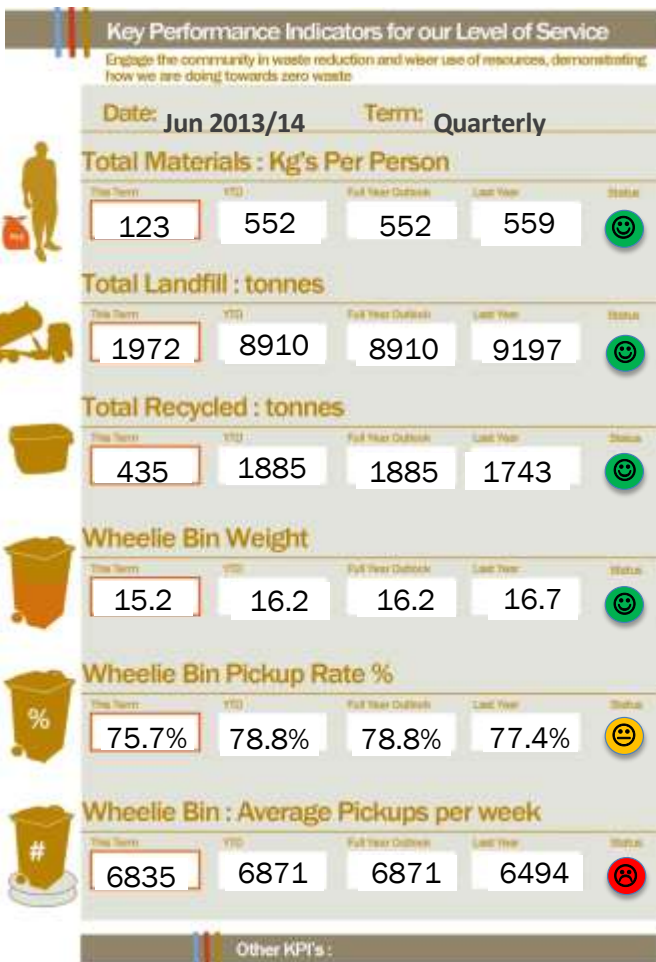 Key Performance Indicators for our Level of Service
Engage the community in waste reduction and wiser use of resources, demonstrating
how we are doing towards zero waste
Date: Jun 2013/14 Term: Quarterly
Total Materials : Kg's Per Person
This Term YTD Full Year Outlook Last Year Status
123 552 552 559
Total Landfill : tonnes
This Term YTD Full Year Outlook Last Year Status
1972 8910 8910 9197
Total Recycled : tonnes
This Term YTD Full Year Outlook Last Year Status
435 1885 1885 1743
Wheelie Bin Weight
This Term YTD Full Year Outlook Last Year Status
15.2 16.2 16.2 16.7
Wheelie Bin Pickup Rate %
This Term YTD Full Year Outlook Last Year Status
%
75.7% 78.8% 78.8% 77.4%
Wheelie Bin : Average Pickups per week
This Term YTD Full Year Outlook Last Year Status
#
6835 6871 6871 6494
Other KPI's :